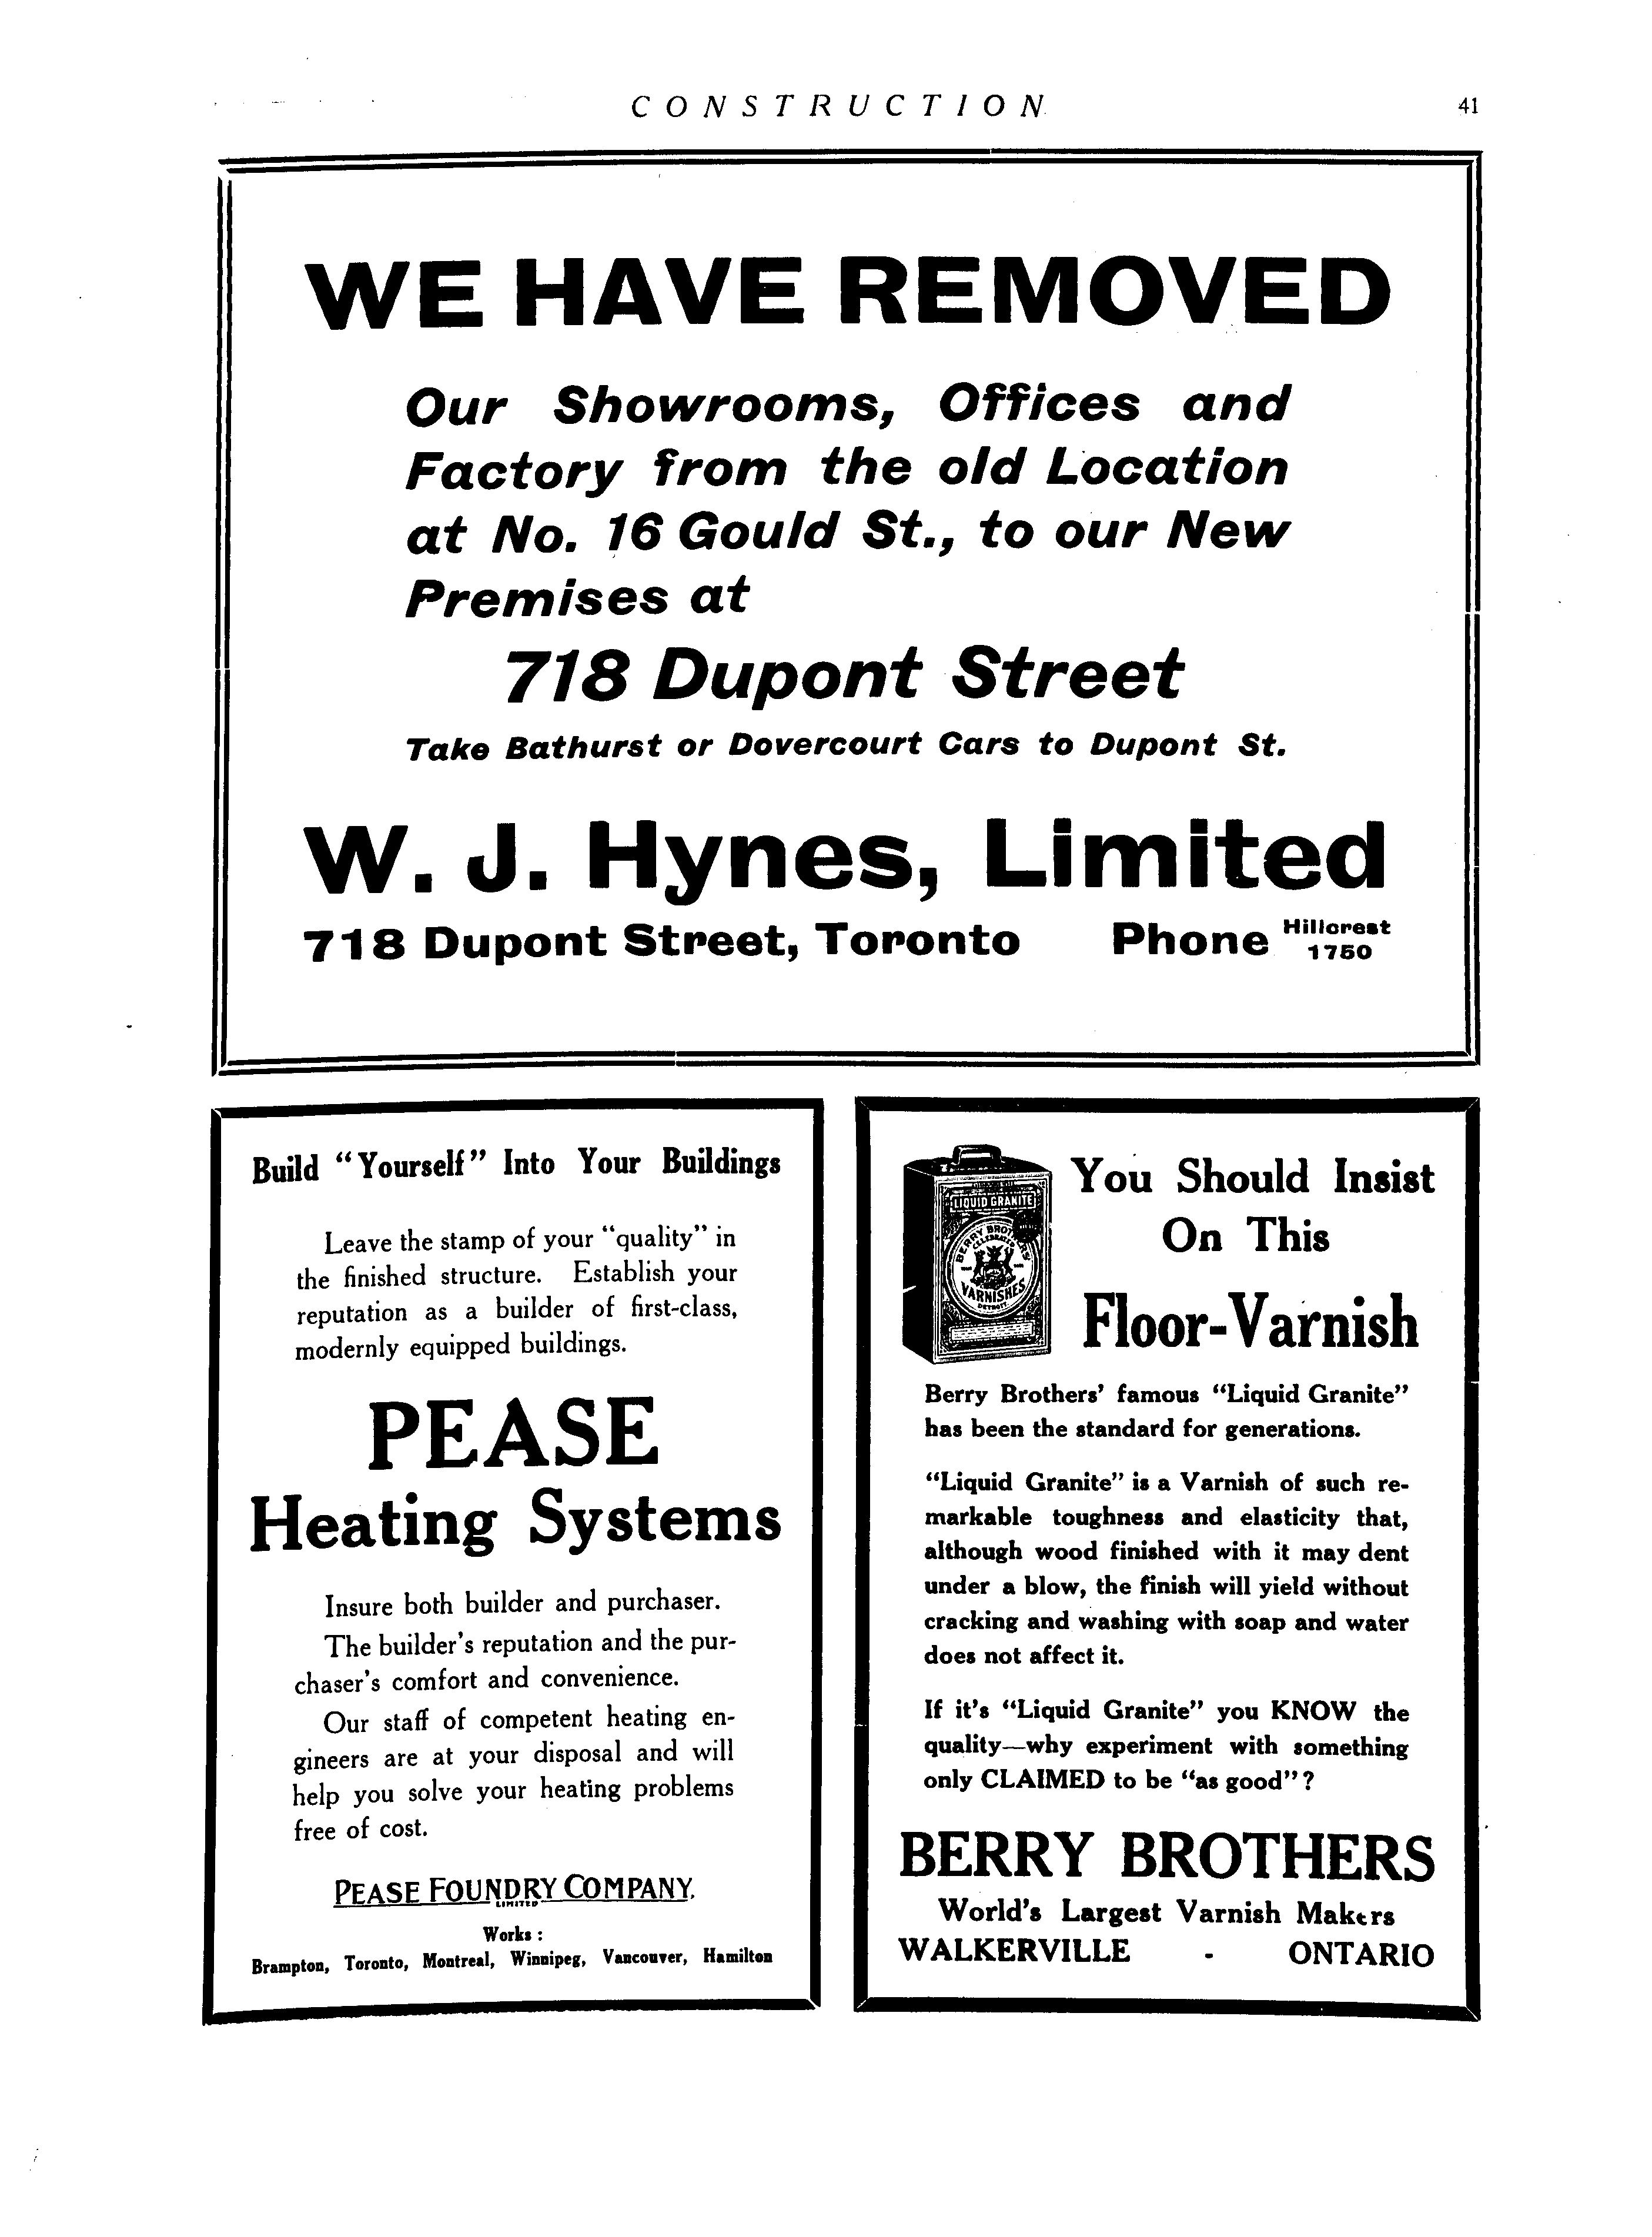 CONSTRUCTION
41
WE HAVE REMOVED
Our Showrooms, Offices and
Factory from the old Location
at No. 16 Gould St., to our New
Premises at
718 Dupont Street
Take Bathurst or Dovercourt Cars to Dupont St.
W. J. Hynes, Limited
718 Dupont Street, Toronto Phone Hillcrest
1750
Build "Yourself" Into Your Buildings
Leave the stamp of your "quality" in
the finished structure. Establish your
reputation as a builder of first-class,
modernly equipped buildings.
PEASE
Heating Systems
Insure both builder and purchaser.
The builder's reputation and the pur-
chaser's comfort and convenience.
Our staff of competent heating en-
gineers are at your disposal and will
help you solve your heating problems
free of cost.
PEASE FOUNDRY COMPANY,
LIMITED
Works :
Brampton, Toronto, Montreal, Winnipeg, Vancouver, Hamilton
LIQUID GRANITE
BERRY BROTHERS'
CELEBRATED
VARNISHES
DETROIT
You Should Insist
On This
Floor-Varnish
Berry Brothers' famous "Liquid Granite"
has been the standard for generations.
"Liquid Granite" is a Varnish of such re-
markable toughness and elasticity that,
although wood finished with it may dent
under a blow, the finish will yield without
cracking and washing with soap and water
does not affect it.
If it's "Liquid Granite" you KNOW the
quality—why experiment with something
only CLAIMED to be "as good"?
BERRY BROTHERS
World's Largest Varnish Makers
WALKERVILLE - ONTARIO